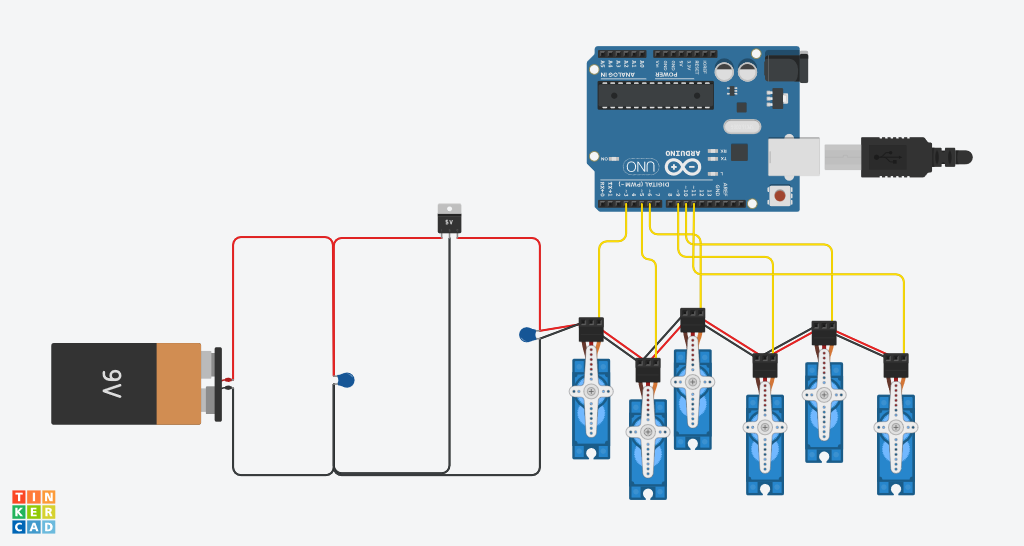 A5 A4 A3 A2 A1 A0
Vin GND GND 5V 3.3V RESET IOREF
ANALOG IN
POWER
ON
UNO
ARDUINO
RX
TX
L
DIGITAL (PWM~)
RX←0 TX→1 2 ~3 4 ~5 ~6 7 8 ~9 ~10 ~11 12 13 GND AREF
5V
9V
TIN
KER
CAD